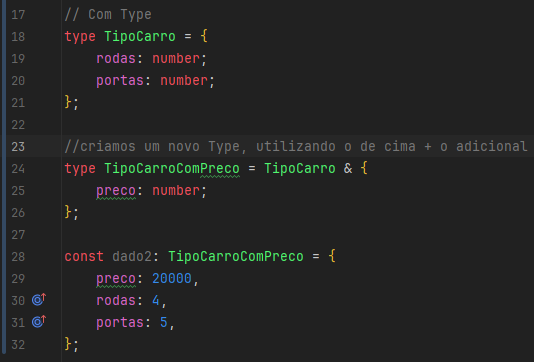 17 // Com Type
18 type TipoCarro = {
19 rodas: number;
20 portas: number;
21 };
22
23 //criamos um novo Type, utilizando o de cima + o adicional
24 type TipoCarroComPreco = TipoCarro & {
25 preco: number;
26 };
27
28 const dado2: TipoCarroComPreco = {
29 preco: 20000,
30 rodas: 4,
31 portas: 5,
32 };